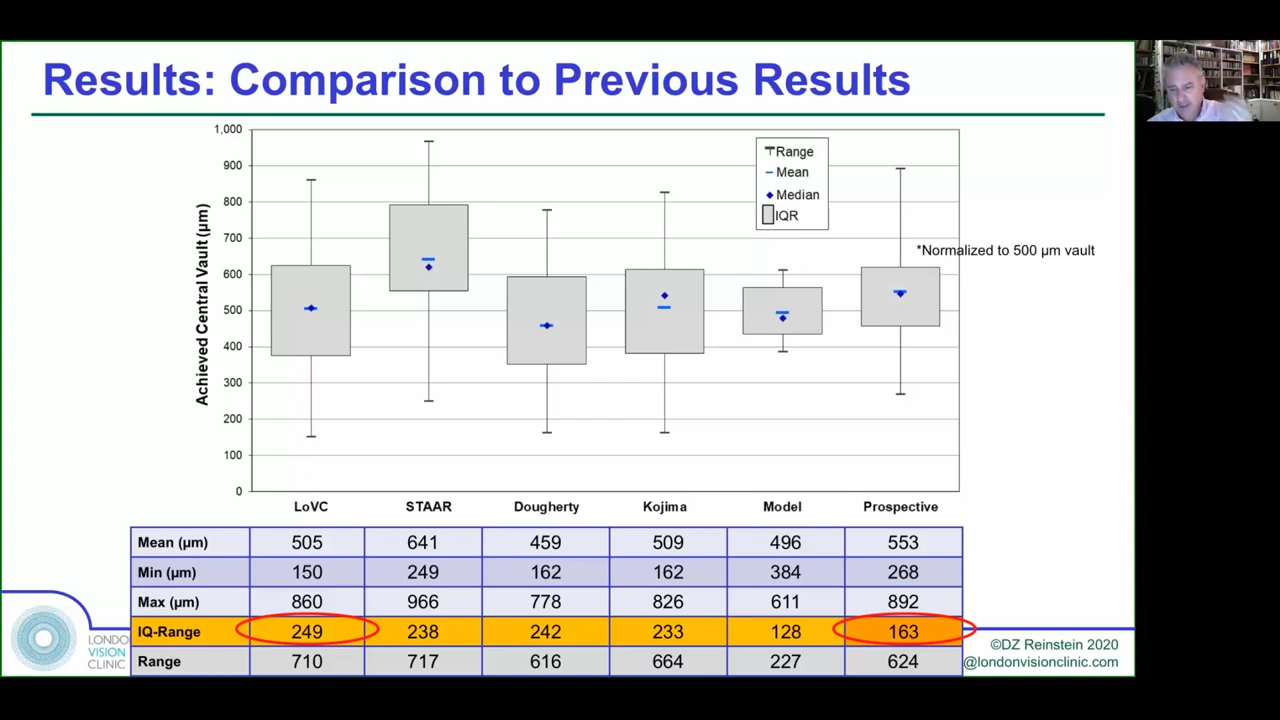 Results: Comparison to Previous Results
1,000
900
800
700
600
500
400
300
200
100
0
Achieved Central Vault (µm)
Range
Mean
Median
IQR
*Normalized to 500 µm vault
LoVC STAAR Dougherty Kojima Model Prospective
Mean (µm) 505 641 459 509 496 553
Min (µm) 150 249 162 162 384 268
Max (µm) 860 966 778 826 611 892
IQ-Range 249 238 242 233 128 163
Range 710 717 616 664 227 624
LONDON
VISION
CLINIC
©DZ Reinstein 2020
@londonvisionclinic.com